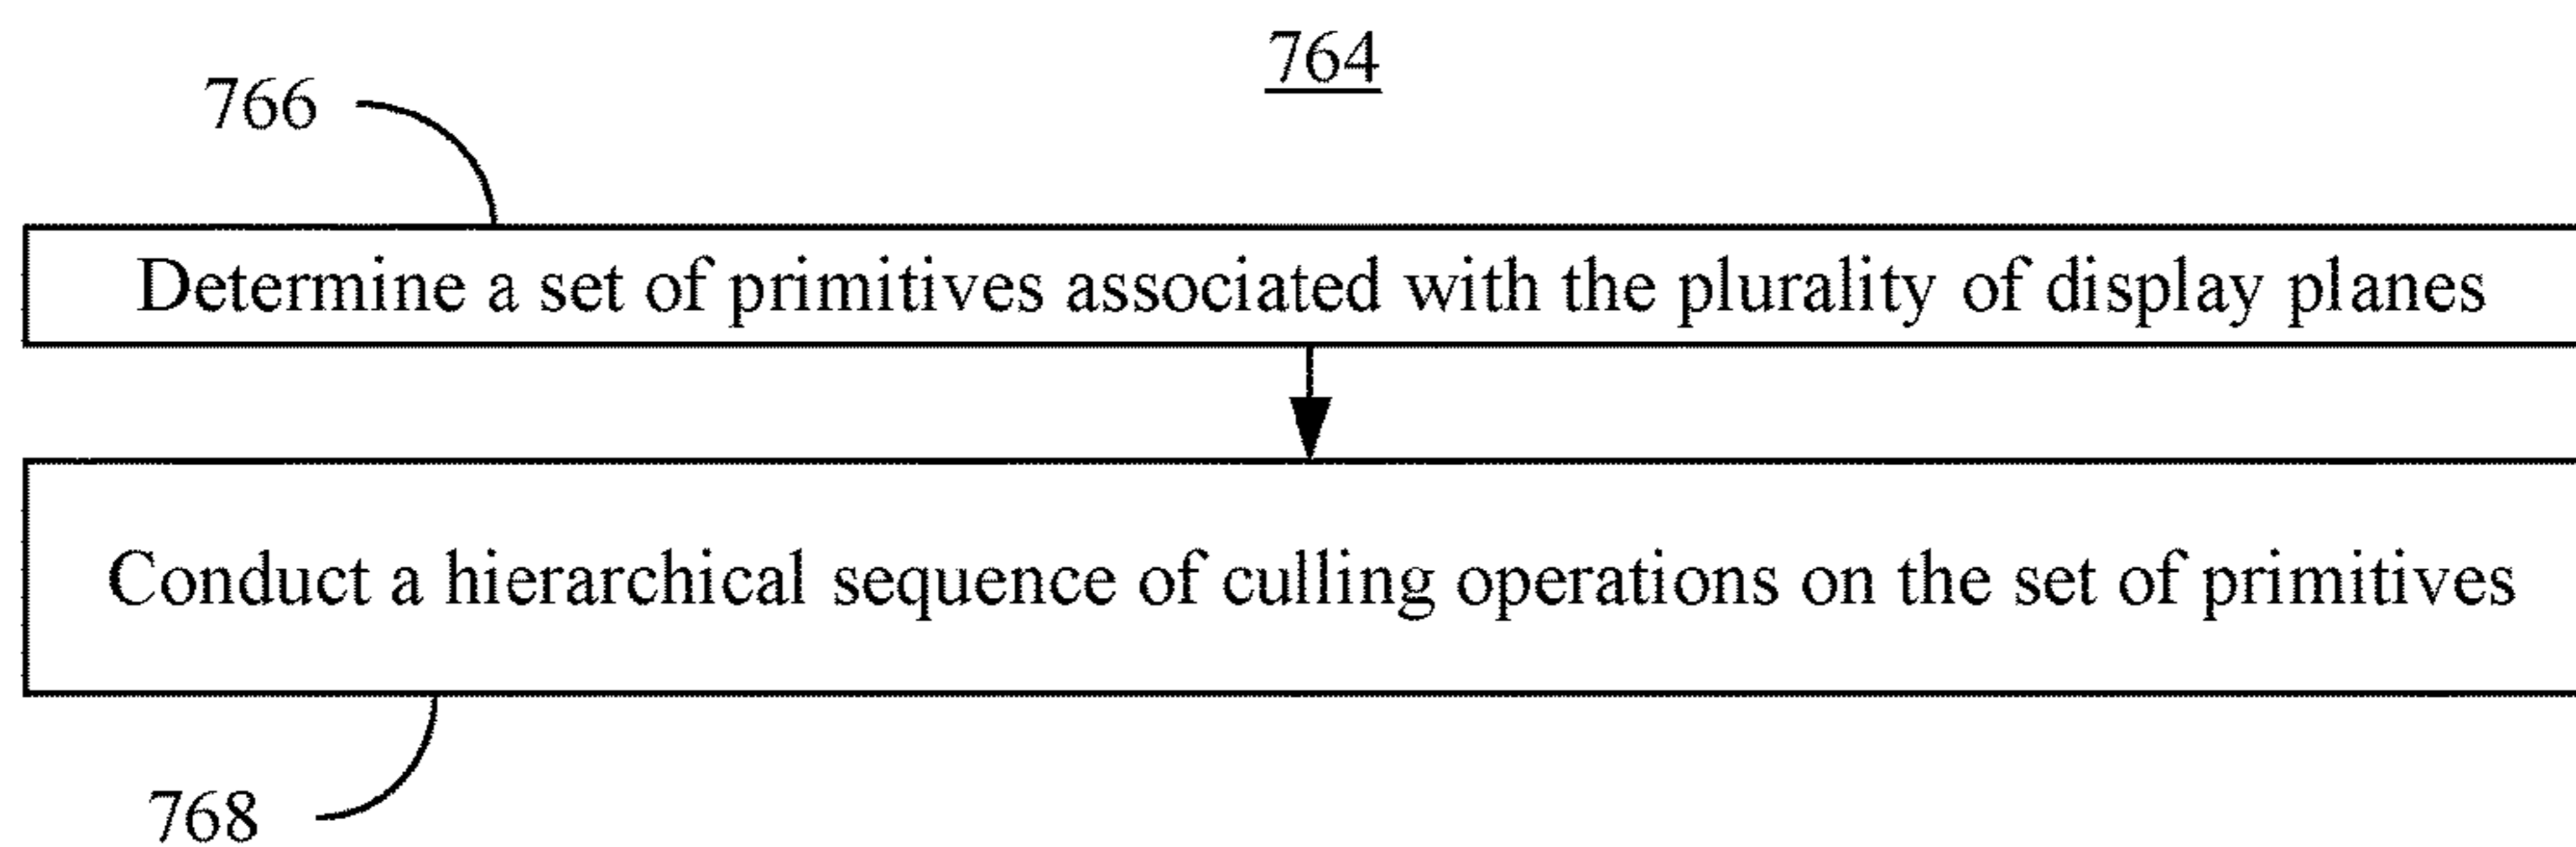 764
766
Determine a set of primitives associated with the plurality of display planes
Conduct a hierarchical sequence of culling operations on the set of primitives
768